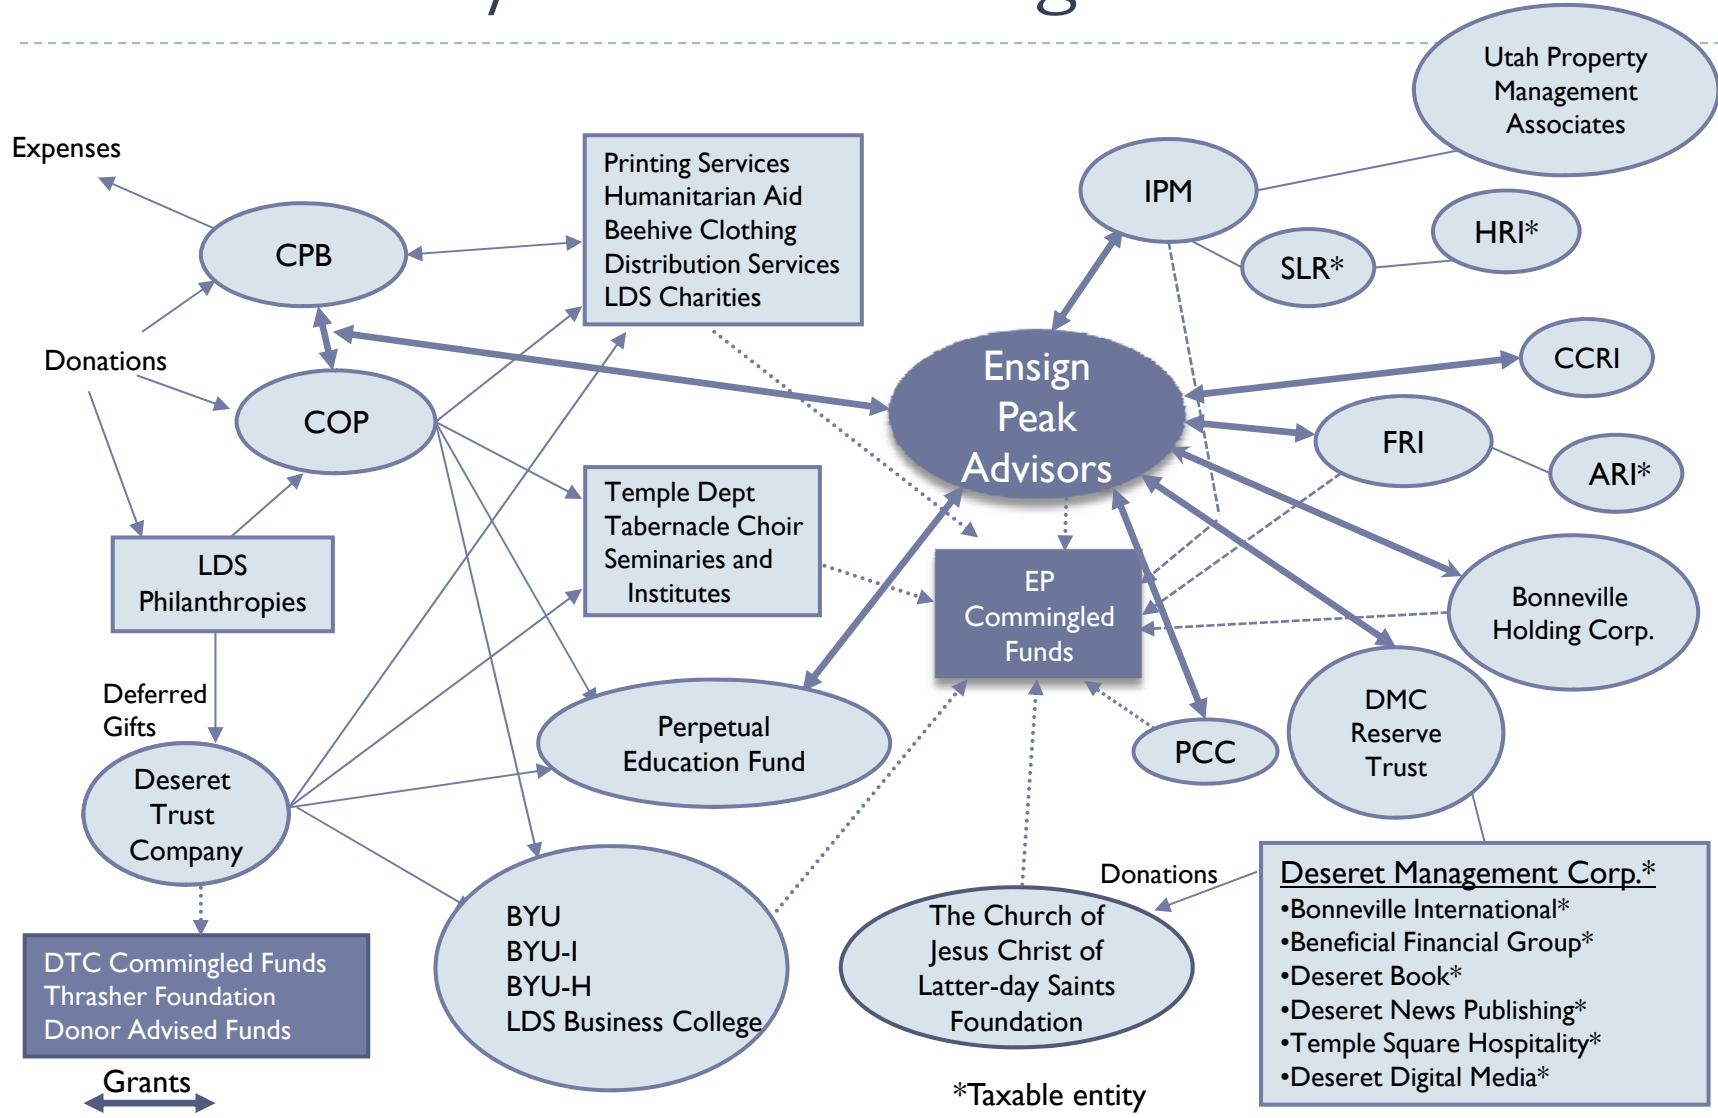 Utah Property
Management
Associates
Expenses
Printing Services
Humanitarian Aid
Beehive Clothing
Distribution Services
LDS Charities
IPM
HRI*
SLR*
CPB
Donations
COP
Ensign
Peak
Advisors
CCRI
FRI
ARI*
Temple Dept
Tabernacle Choir
Seminaries and
Institutes
LDS
Philanthropies
EP
Commingled
Funds
Bonneville
Holding Corp.
Deferred
Gifts
Perpetual
Education Fund
PCC
DMC
Reserve
Trust
Deseret
Trust
Company
BYU
BYU-I
BYU-H
LDS Business College
Donations
The Church of
Jesus Christ of
Latter-day Saints
Foundation
Deseret Management Corp.*
•Bonneville International*
•Beneficial Financial Group*
•Deseret Book*
•Deseret News Publishing*
•Temple Square Hospitality*
•Deseret Digital Media*
DTC Commingled Funds
Thrasher Foundation
Donor Advised Funds
Grants
*Taxable entity